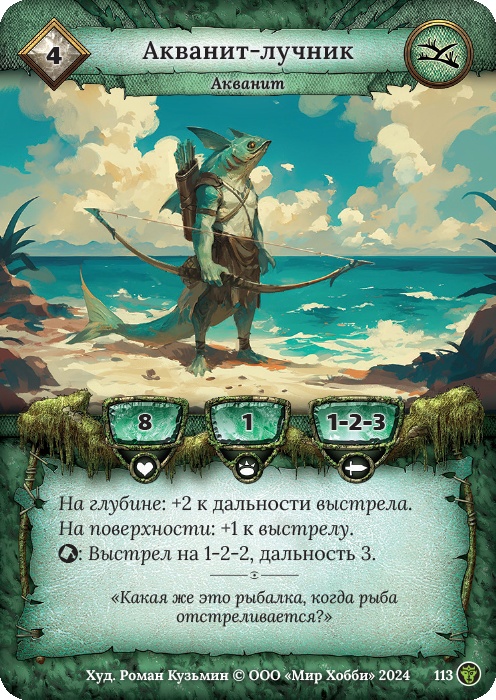 4
Акванит-лучник
Акванит
8
1
1-2-3
На глубине: +2 к дальности выстрела.
На поверхности: +1 к выстрелу.
: Выстрел на 1-2-2, дальность 3.
«Какая же это рыбалка, когда рыба
отстреливается?»
Худ. Роман Кузьмин © ООО «Мир Хобби» 2024
113